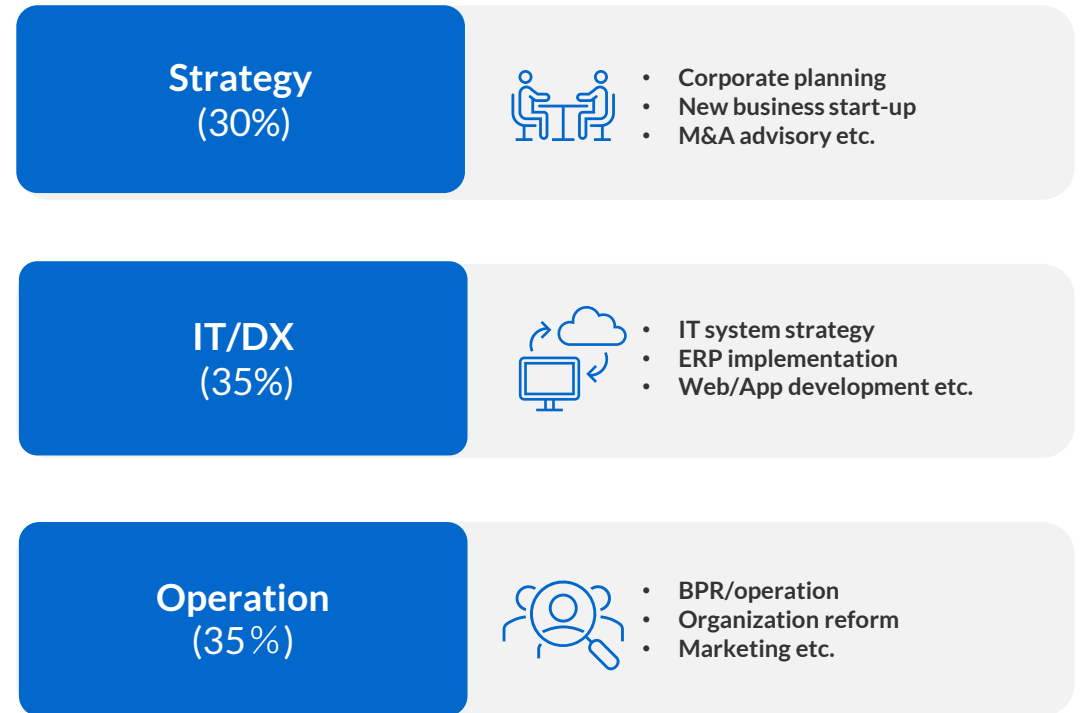 Strategy
(30%)
• Corporate planning
• New business start-up
• M&A advisory etc.
IT/DX
(35%)
• IT system strategy
• ERP implementation
• Web/App development etc.
Operation
(35％)
• BPR/operation
• Organization reform
• Marketing etc.